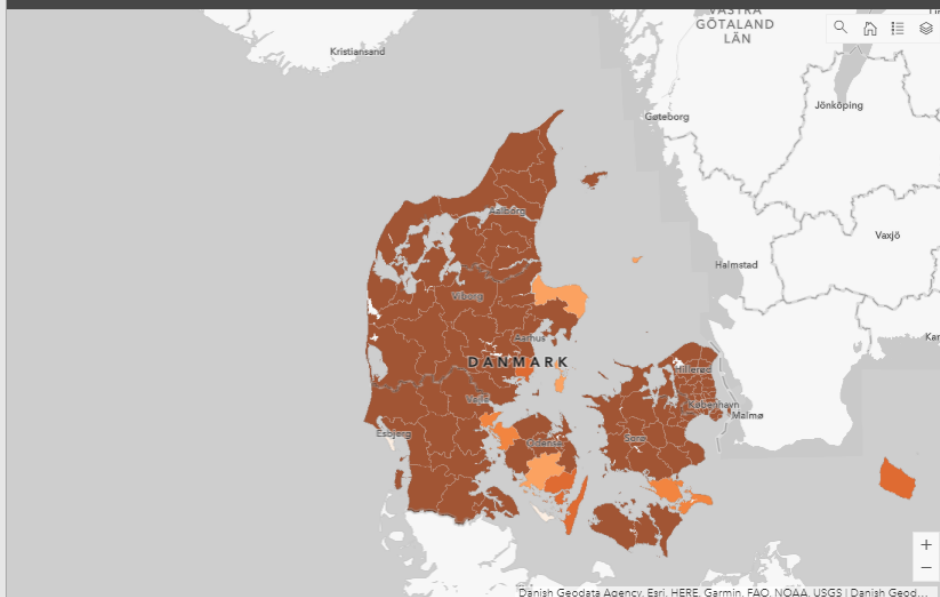 VÄSTRA
GÖTALAND
LÄN
Kristiansand
Jönköping
Gøteborg
Aalborg
Vaxjö
Halmstad
Viborg
Aarhus
DANMARK
Hillerød
Vejle
København
Malmø
Esbjerg
Odense
Sorø
+
−
Danish Geodata Agency, Esri, HERE, Garmin, FAO, NOAA, USGS | Danish Geod...